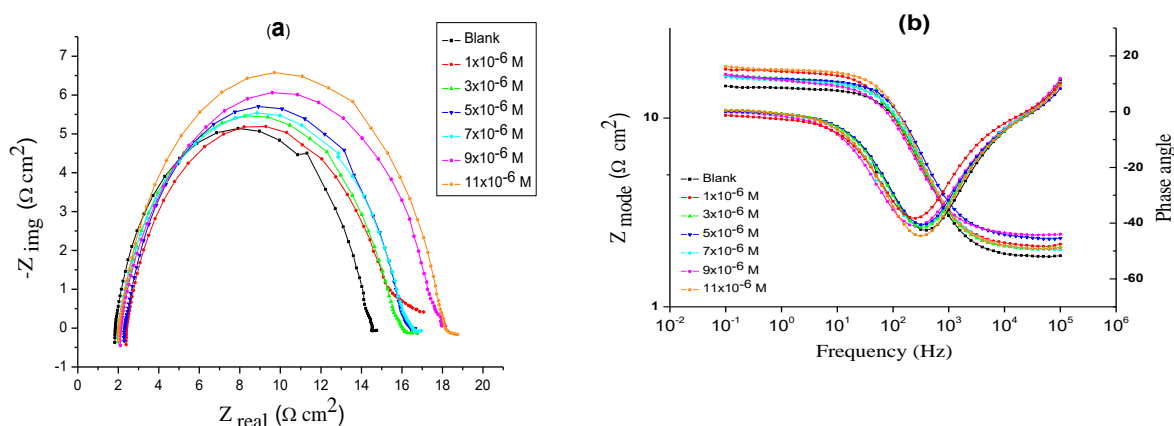 (a)
7
6
5
4
3
2
1
0
-1
-Z img (Ω cm²)
0 2 4 6 8 10 12 14 16 18 20
Z real (Ω cm²)
Blank
1x10⁻⁶ M
3x10⁻⁶ M
5x10⁻⁶ M
7x10⁻⁶ M
9x10⁻⁶ M
11x10⁻⁶ M
(b)
10
1
Z mode (Ω cm²)
Blank
1x10⁻⁶ M
3x10⁻⁶ M
5x10⁻⁶ M
7x10⁻⁶ M
9x10⁻⁶ M
11x10⁻⁶ M
20
0
-20
-40
-60
Phase angle
10⁻² 10⁻¹ 10⁰ 10¹ 10² 10³ 10⁴ 10⁵ 10⁶
Frequency (Hz)